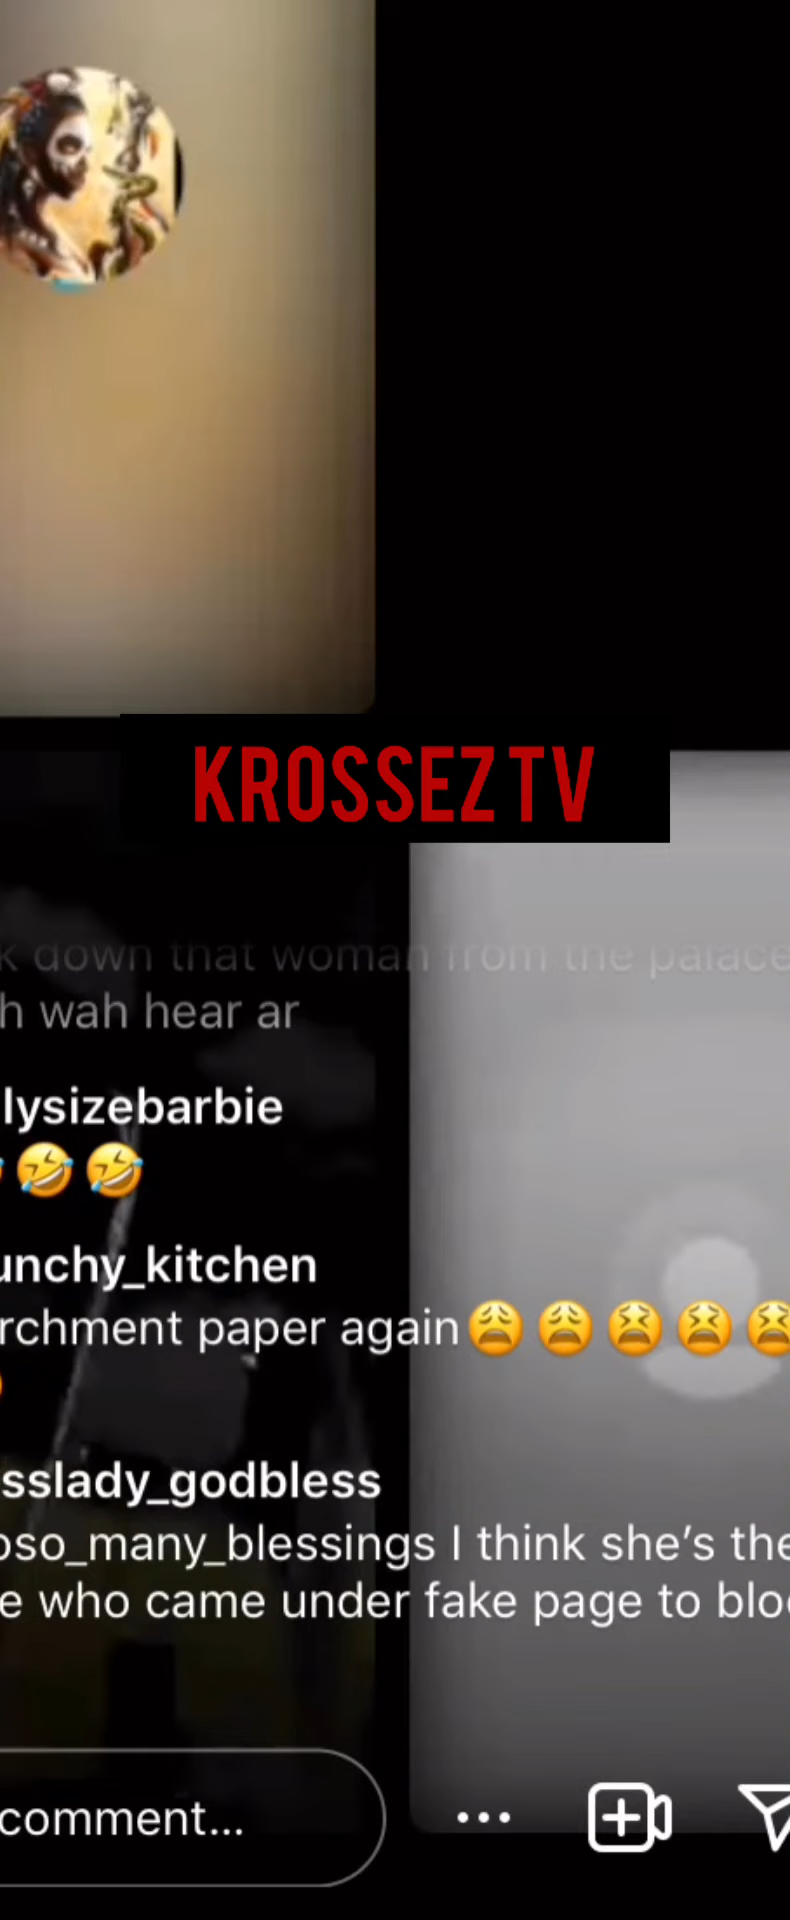 KROSSEZ TV
k down that woman from the palace
h wah hear ar
lysizebarbie
🤣 🤣
unchy_kitchen
rchment paper again😩😩😫😫😫
sslady_godbless
oso_many_blessings I think she's the
e who came under fake page to blo
comment...